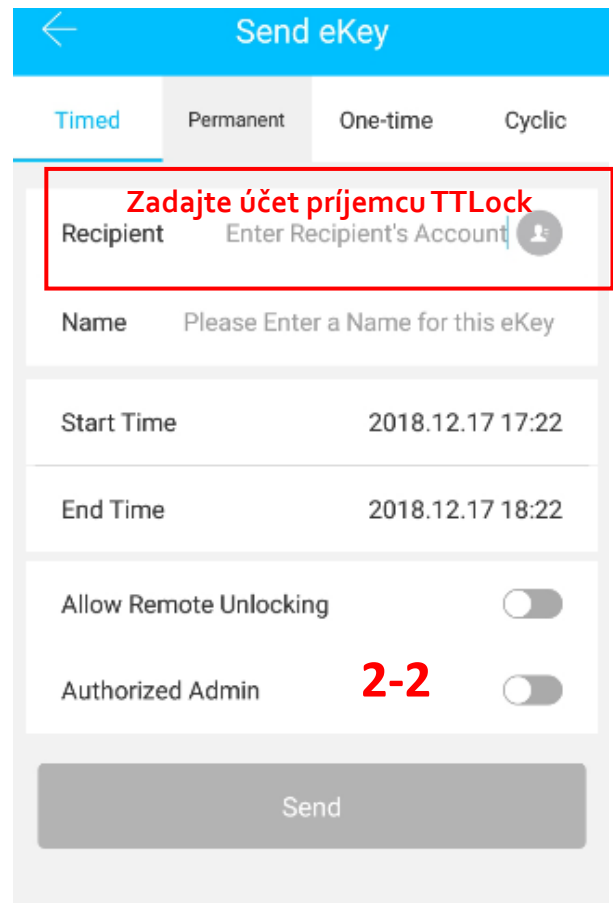 Send eKey
Timed Permanent One-time Cyclic
Zadajte účet príjemcu TTLock
Recipient Enter Recipient's Account
Name Please Enter a Name for this eKey
Start Time 2018.12.17 17:22
End Time 2018.12.17 18:22
Allow Remote Unlocking
Authorized Admin 2-2
Send